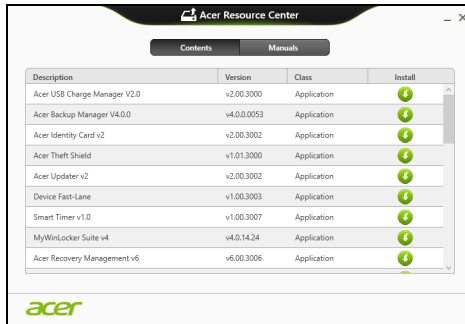 Acer Resource Center
Contents Manuals
Description Version Class Install
Acer USB Charge Manager V2.0 v2.00.3000 Application
Acer Backup Manager V4.0.0 v4.0.0.0053 Application
Acer Identity Card v2 v2.00.3002 Application
Acer Theft Shield v1.01.3000 Application
Acer Updater v2 v2.00.3002 Application
Device Fast-Lane v1.00.3003 Application
Smart Timer v1.0 v1.00.3007 Application
MyWinLocker Suite v4 v4.0.14.24 Application
Acer Recovery Management v6 v6.00.3006 Application
acer